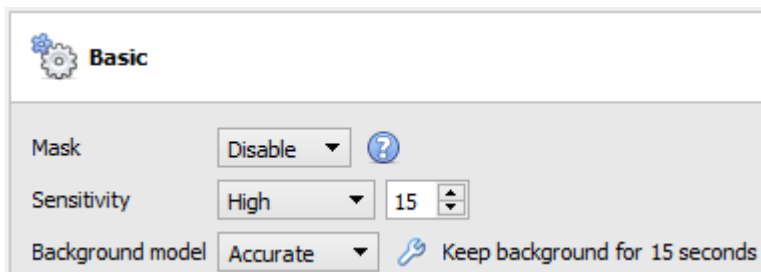 Basic
Mask Disable ?
Sensitivity High 15
Background model Accurate Keep background for 15 seconds